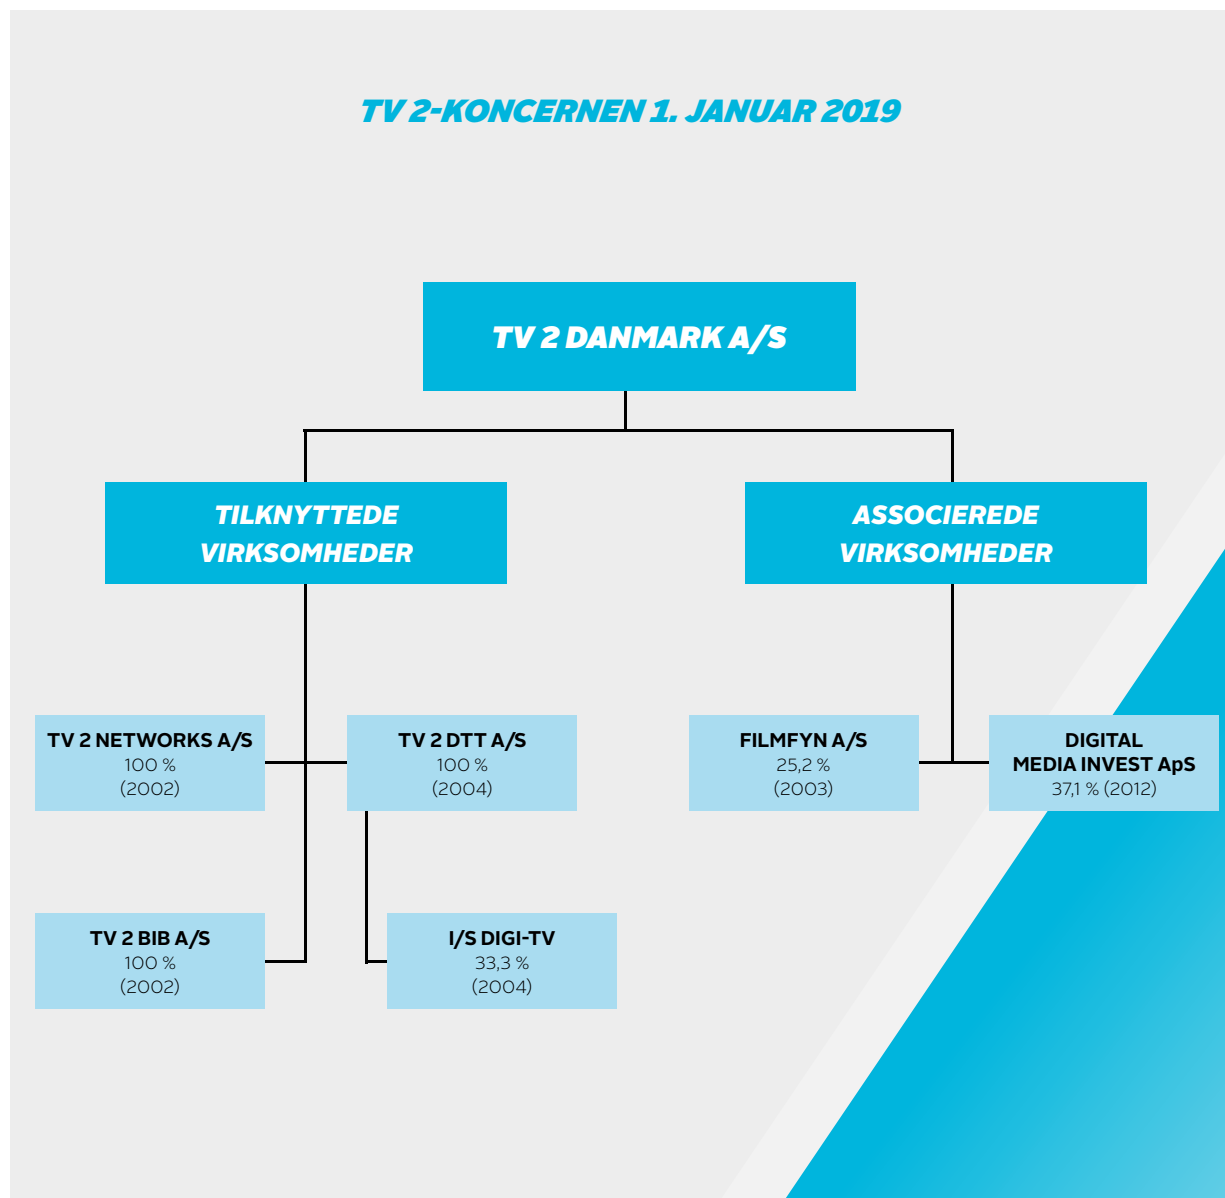 TV 2-KONCERNEN 1. JANUAR 2019
TV 2 DANMARK A/S
TILKNYTTEDE
VIRKSOMHEDER
ASSOCIEREDE
VIRKSOMHEDER
TV 2 NETWORKS A/S
100 %
(2002)
TV 2 DTT A/S
100 %
(2004)
FILMFYN A/S
25,2 %
(2003)
DIGITAL
MEDIA INVEST ApS
37,1 % (2012)
TV 2 BIB A/S
100 %
(2002)
I/S DIGI-TV
33,3 %
(2004)